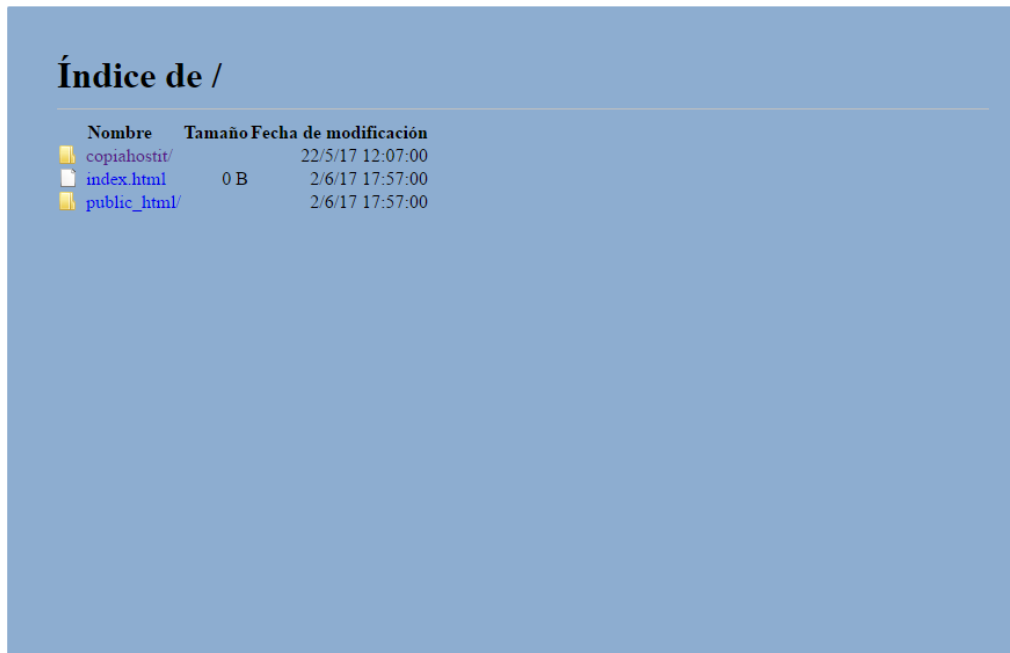 Índice de /
Nombre Tamaño Fecha de modificación
copiahostit/ 22/5/17 12:07:00
index.html 0 B 2/6/17 17:57:00
public_html/ 2/6/17 17:57:00